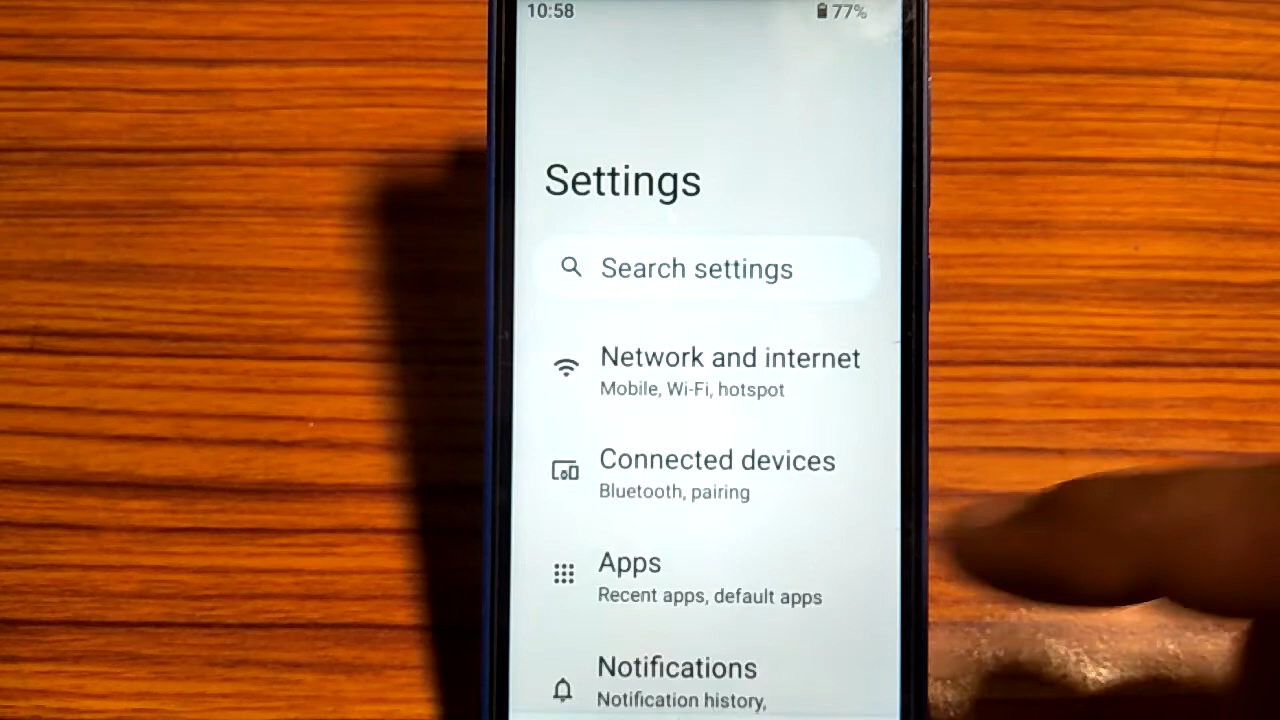 10:58 77%
Settings
Search settings
Network and internet
Mobile, Wi-Fi, hotspot
Connected devices
Bluetooth, pairing
Apps
Recent apps, default apps
Notifications
Notification history,